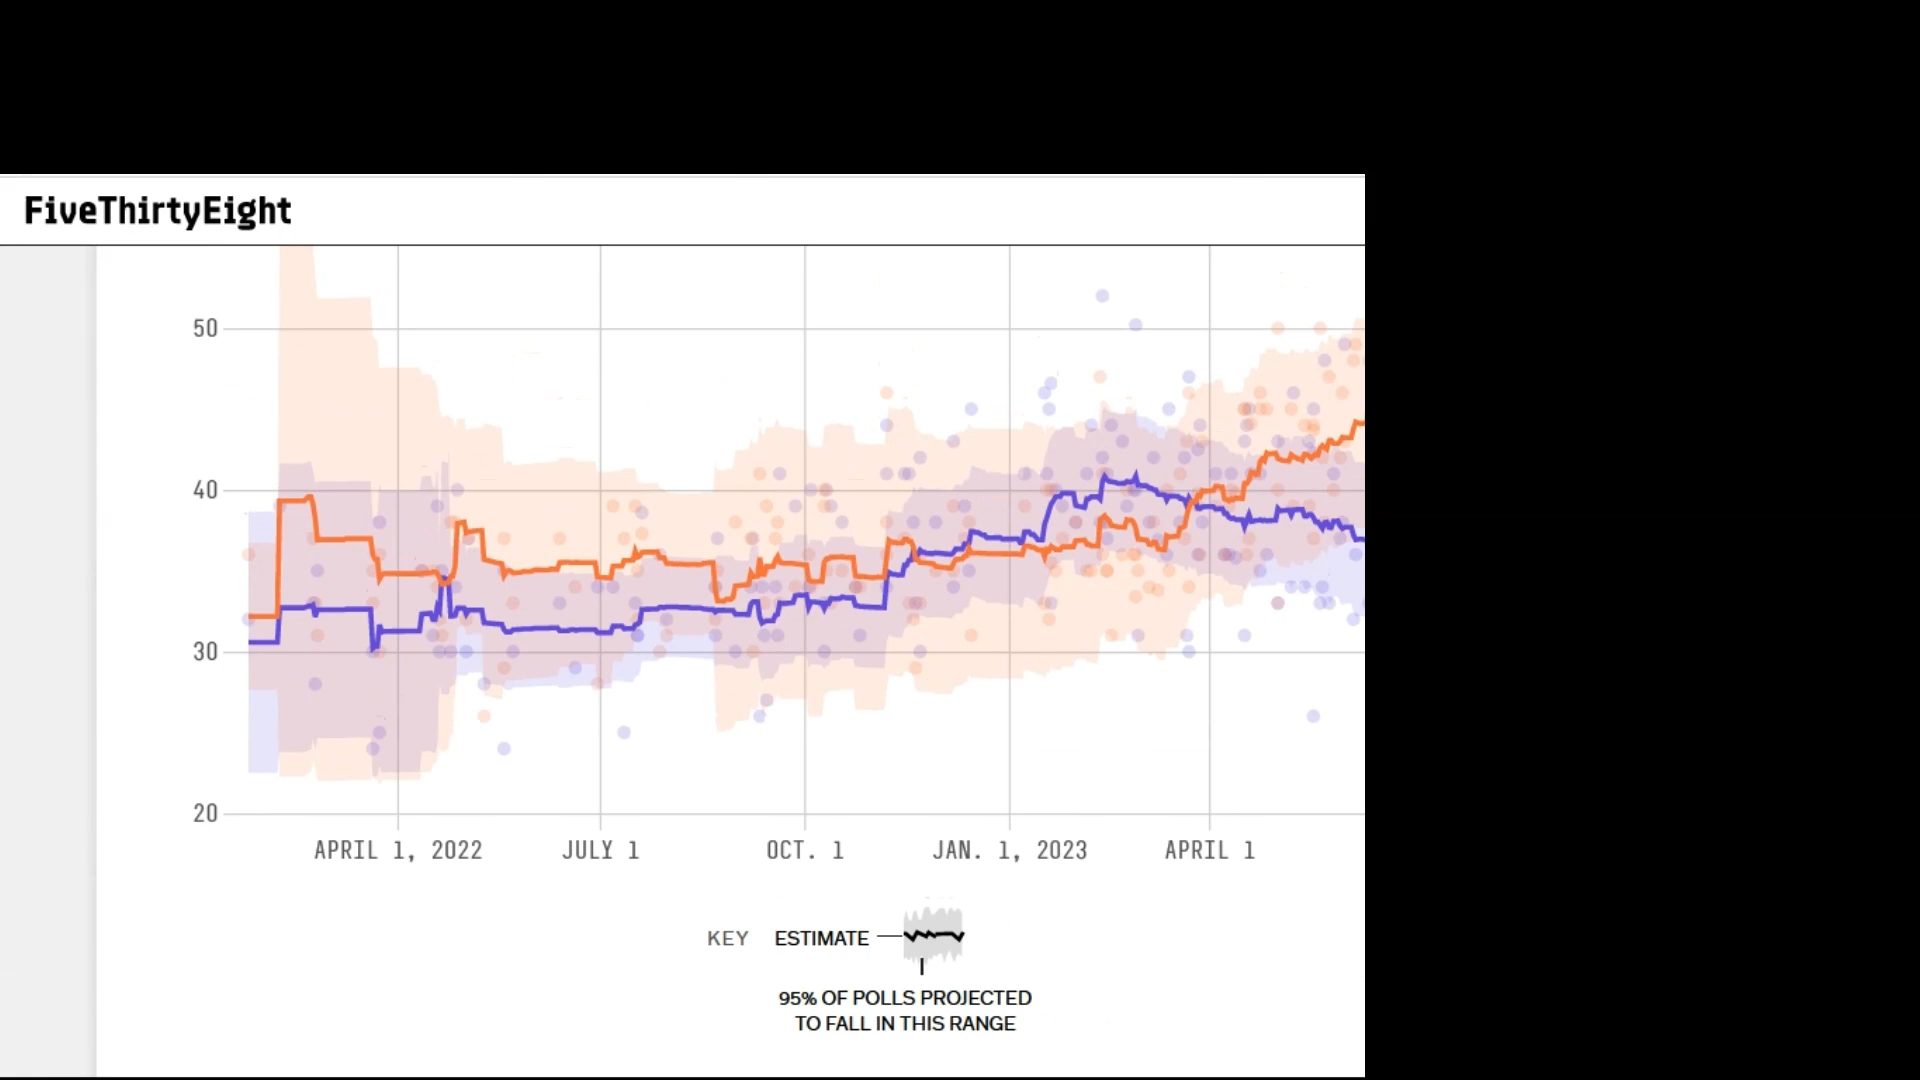 FiveThirtyEight
50
40
30
20
APRIL 1, 2022 JULY 1 OCT. 1 JAN. 1, 2023 APRIL 1
KEY ESTIMATE
95% OF POLLS PROJECTED
TO FALL IN THIS RANGE